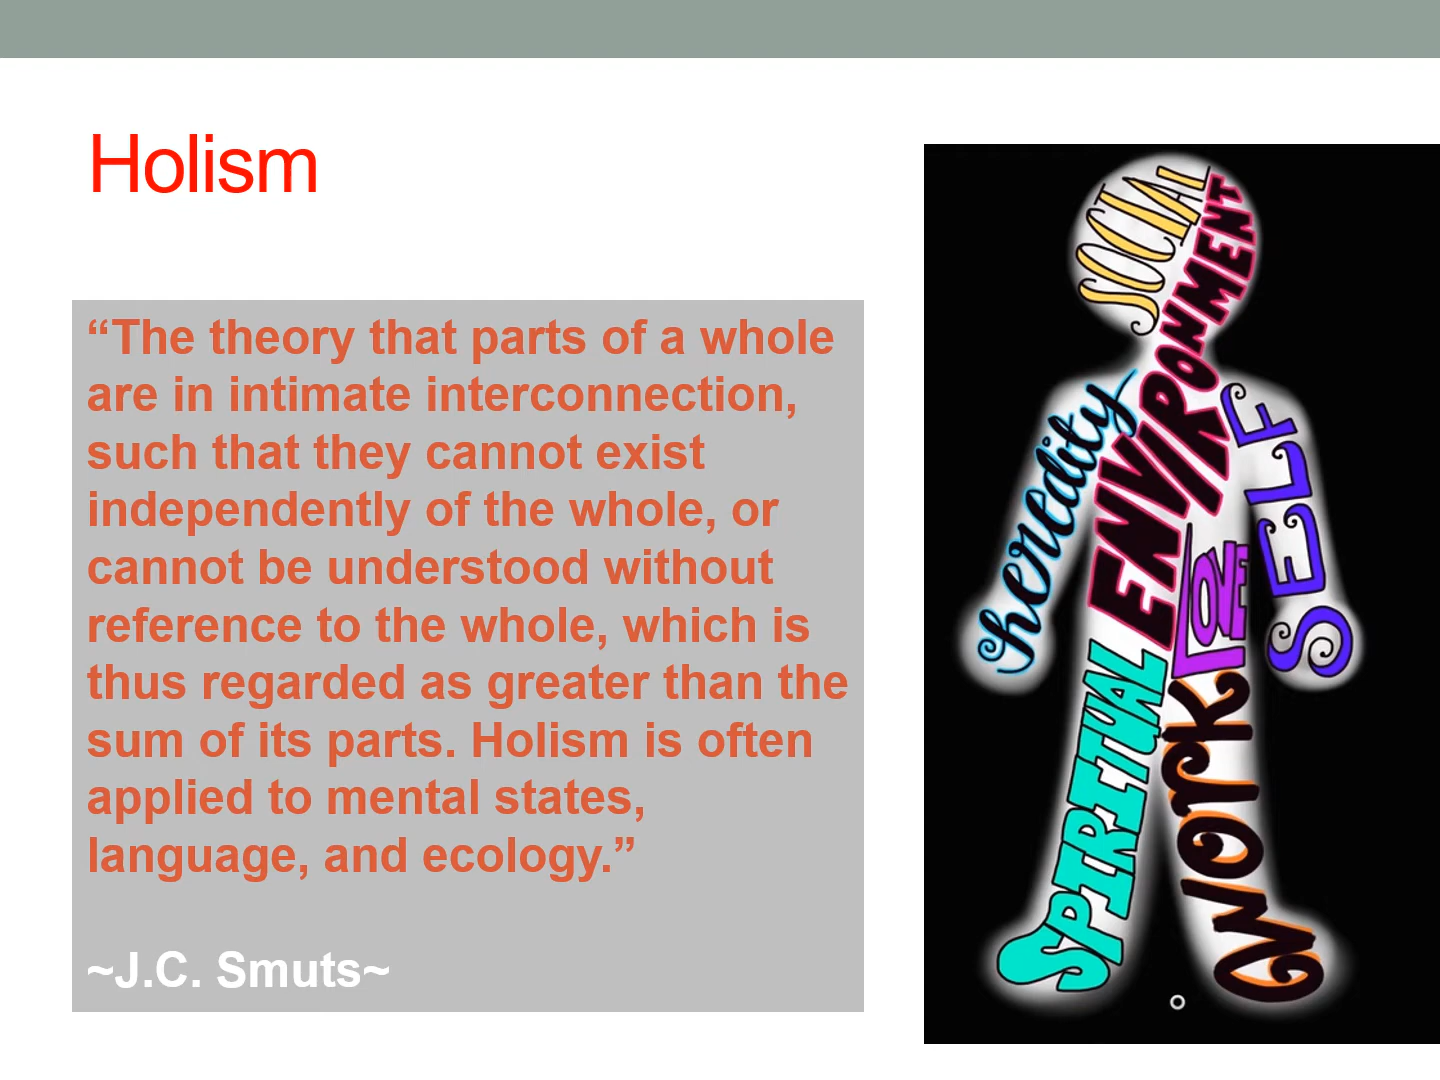 Holism
“The theory that parts of a whole
are in intimate interconnection,
such that they cannot exist
independently of the whole, or
cannot be understood without
reference to the whole, which is
thus regarded as greater than the
sum of its parts. Holism is often
applied to mental states,
language, and ecology.”
~J.C. Smuts~
SOCIAL
ENVIRONMENT
heredity
SELF
LOVE
SPIRITUAL
WORK